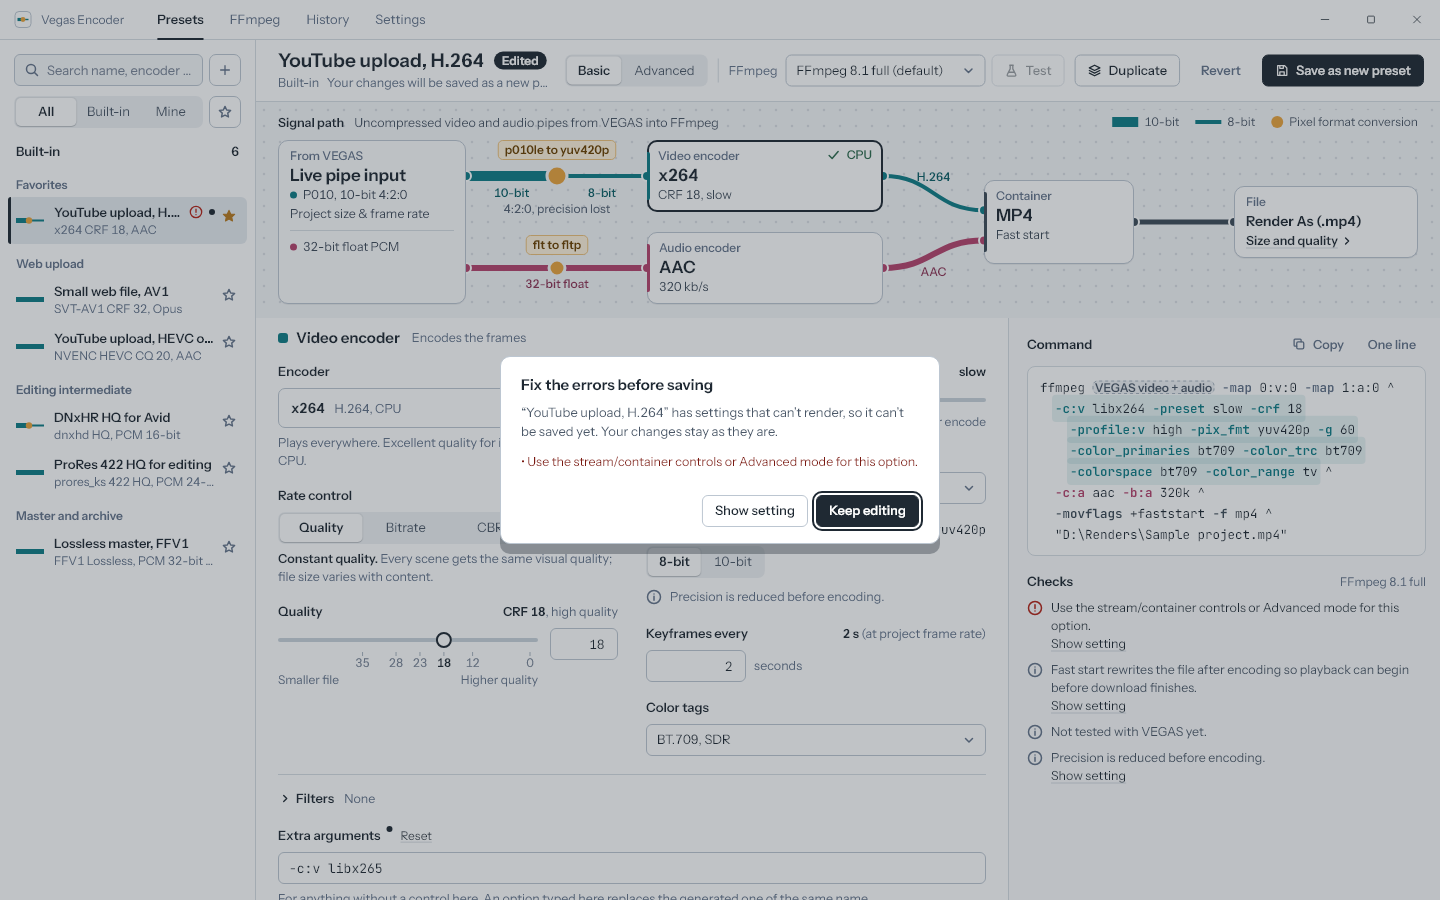 Vegas Encoder
Presets
FFmpeg
History
Settings
Search name, encoder ...
All
Built-in
Mine
Built-in
6
Favorites
YouTube upload, H....
x264 CRF 18, AAC
Web upload
Small web file, AV1
SVT-AV1 CRF 32, Opus
YouTube upload, HEVC o...
NVENC HEVC CQ 20, AAC
Editing intermediate
DNxHR HQ for Avid
dnxhd HQ, PCM 16-bit
ProRes 422 HQ for editing
prores_ks 422 HQ, PCM 24-...
Master and archive
Lossless master, FFV1
FFV1 Lossless, PCM 32-bit ...
YouTube upload, H.264
Edited
Built-in Your changes will be saved as a new p...
Basic
Advanced
FFmpeg
FFmpeg 8.1 full (default)
Test
Duplicate
Revert
Save as new preset
Signal path Uncompressed video and audio pipes from VEGAS into FFmpeg
10-bit
8-bit
Pixel format conversion
From VEGAS
Live pipe input
P010, 10-bit 4:2:0
Project size & frame rate
32-bit float PCM
p010le to yuv420p
10-bit
8-bit
4:2:0, precision lost
flt to fltp
32-bit float
Video encoder
CPU
x264
CRF 18, slow
Audio encoder
AAC
320 kb/s
H.264
AAC
Container
MP4
Fast start
File
Render As (.mp4)
Size and quality
Video encoder
Encodes the frames
Encoder
x264 H.264, CPU
Plays everywhere. Excellent quality for
CPU.
Rate control
Quality
Bitrate
CBR
Constant quality. Every scene gets the same visual quality;
file size varies with content.
Quality
CRF 18, high quality
18
35 28 23 18 12 0
Smaller file
Higher quality
slow
encode
yuv420p
8-bit
10-bit
Precision is reduced before encoding.
Keyframes every
2 s (at project frame rate)
2
seconds
Color tags
BT.709, SDR
Filters None
Extra arguments
Reset
-c:v libx265
For anything without a control here. An option typed here replaces the generated one of the same name.
Fix the errors before saving
“YouTube upload, H.264” has settings that can't render, so it can't
be saved yet. Your changes stay as they are.
• Use the stream/container controls or Advanced mode for this option.
Show setting
Keep editing
Command
Copy
One line
ffmpeg VEGAS video + audio -map 0:v:0 -map 1:a:0 ^
-c:v libx264 -preset slow -crf 18
-profile:v high -pix_fmt yuv420p -g 60
-color_primaries bt709 -color_trc bt709
-colorspace bt709 -color_range tv ^
-c:a aac -b:a 320k ^
-movflags +faststart -f mp4 ^
"D:\Renders\Sample project.mp4"
Checks
FFmpeg 8.1 full
Use the stream/container controls or Advanced mode for this
option.
Show setting
Fast start rewrites the file after encoding so playback can begin
before download finishes.
Show setting
Not tested with VEGAS yet.
Precision is reduced before encoding.
Show setting